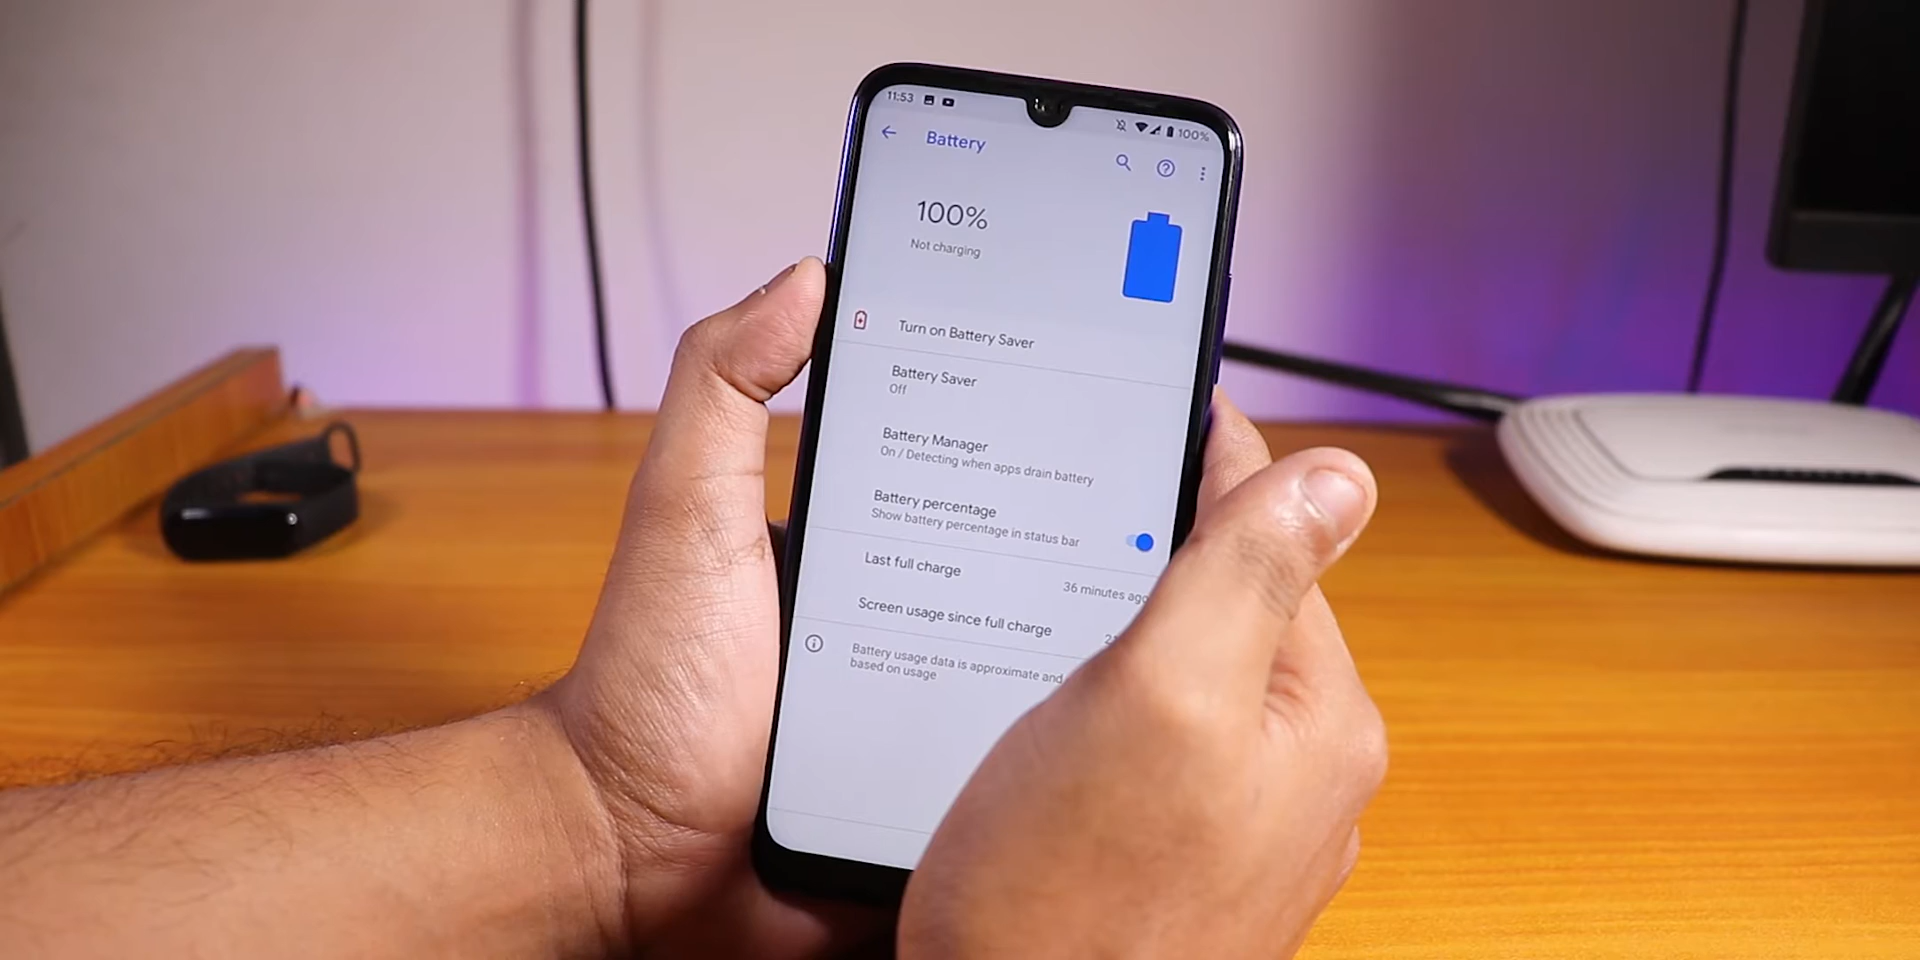 11:53
100%
Battery
100%
Not charging
Turn on Battery Saver
Battery Saver
Off
Battery Manager
On / Detecting when apps drain battery
Battery percentage
Show battery percentage in status bar
Last full charge
36 minutes ago
Screen usage since full charge
Battery usage data is approximate and
based on usage